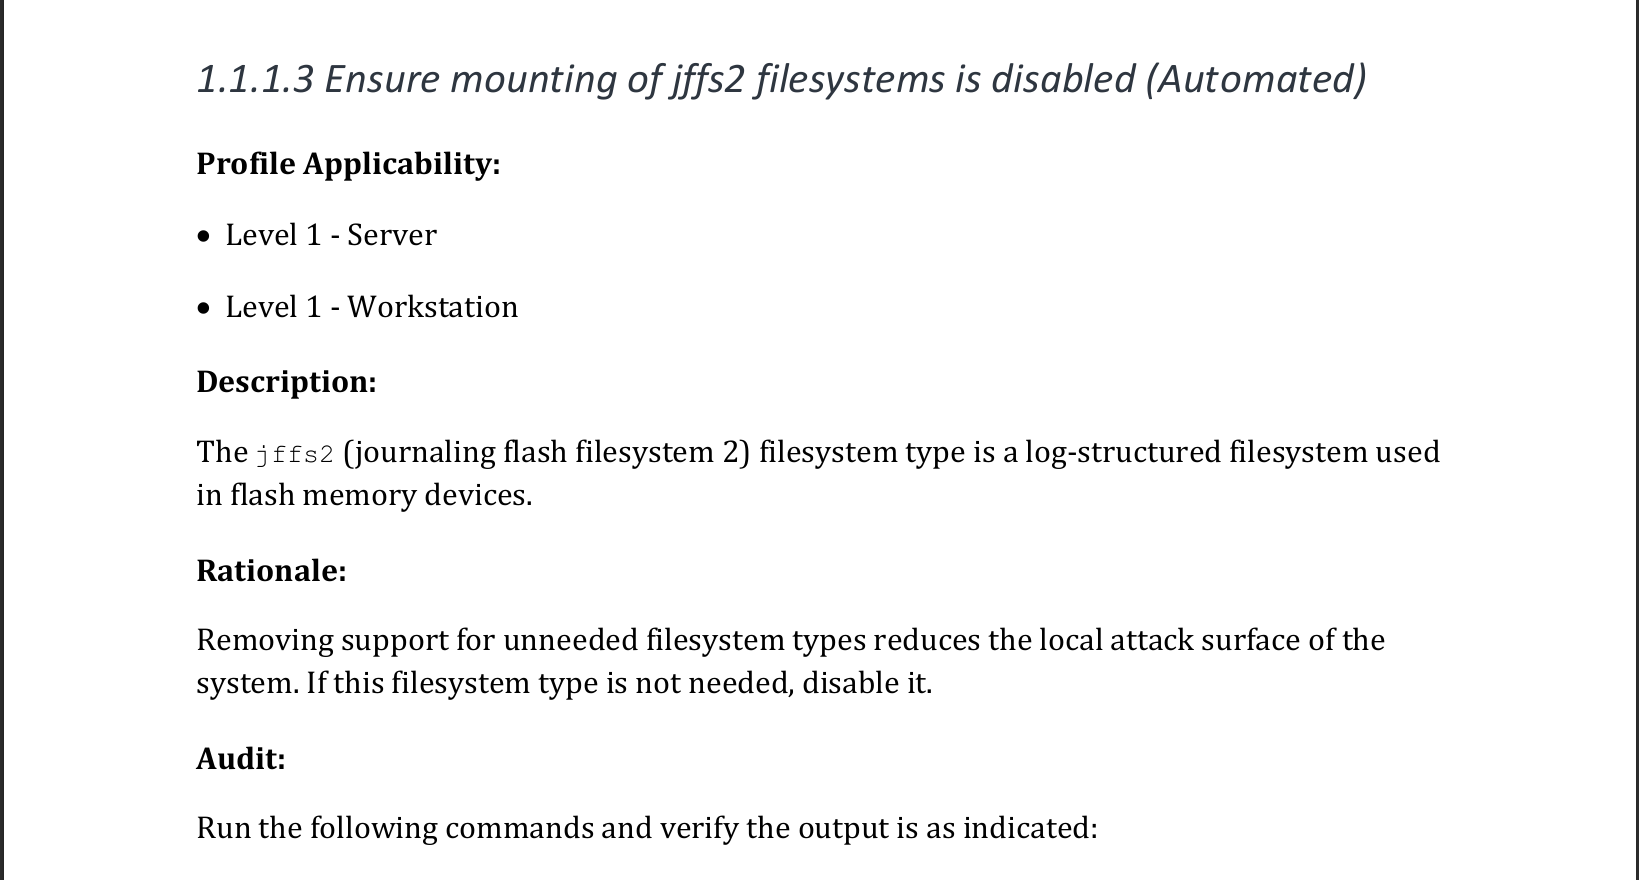 1.1.1.3 Ensure mounting of jffs2 filesystems is disabled (Automated)
Profile Applicability:
• Level 1 - Server
• Level 1 - Workstation
Description:
The jffs2 (journaling flash filesystem 2) filesystem type is a log-structured filesystem used
in flash memory devices.
Rationale:
Removing support for unneeded filesystem types reduces the local attack surface of the
system. If this filesystem type is not needed, disable it.
Audit:
Run the following commands and verify the output is as indicated: